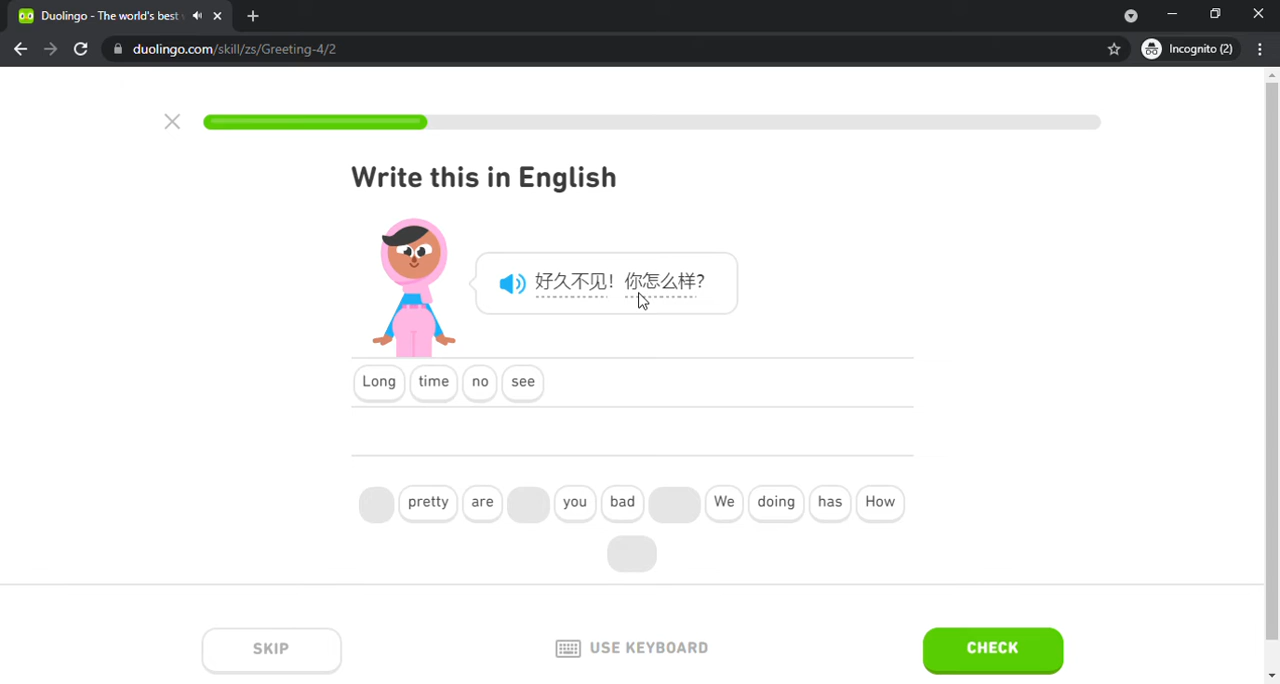 Duolingo - The world's best
duolingo.com/skill/zs/Greeting-4/2
Incognito (2)
Write this in English
好久不见！你怎么样？
Long time no see
pretty are you bad We doing has How
SKIP
USE KEYBOARD
CHECK